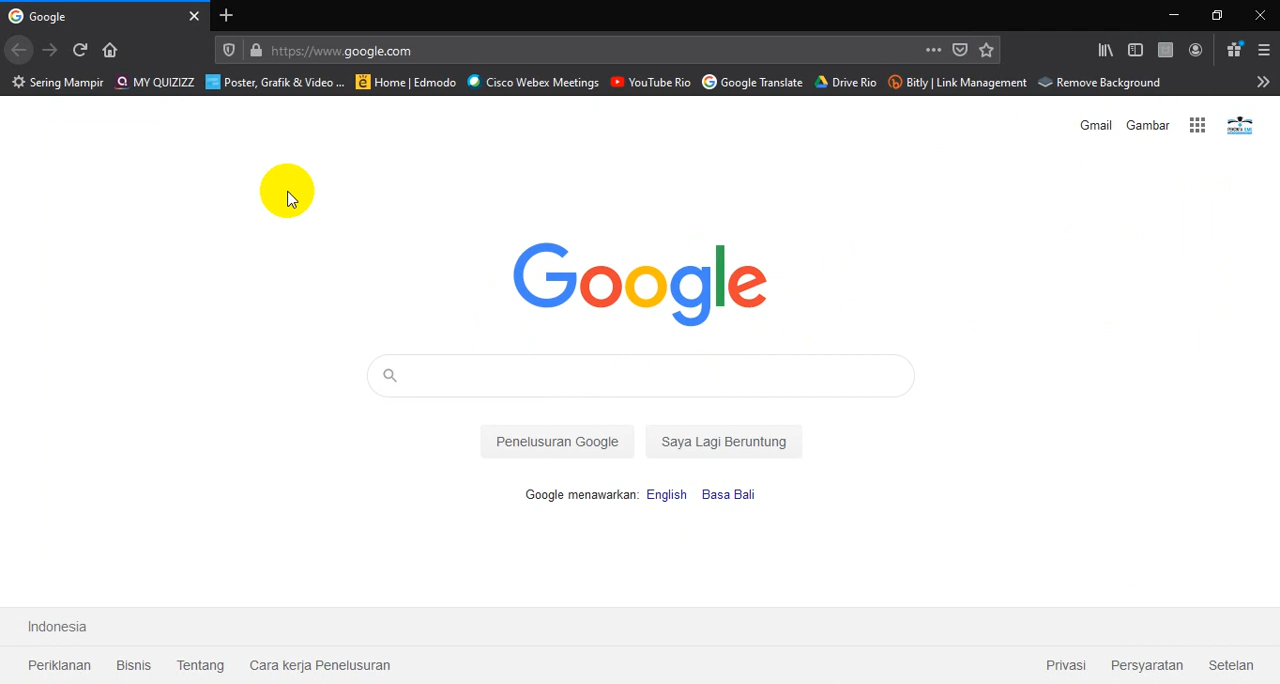 Google
https://www.google.com
Sering Mampir MY QUIZIZZ Poster, Grafik & Video ... Home | Edmodo Cisco Webex Meetings YouTube Rio Google Translate Drive Rio Bitly | Link Management Remove Background
Gmail Gambar
Google
Penelusuran Google Saya Lagi Beruntung
Google menawarkan: English Basa Bali
Indonesia
Periklanan Bisnis Tentang Cara kerja Penelusuran Privasi Persyaratan Setelan